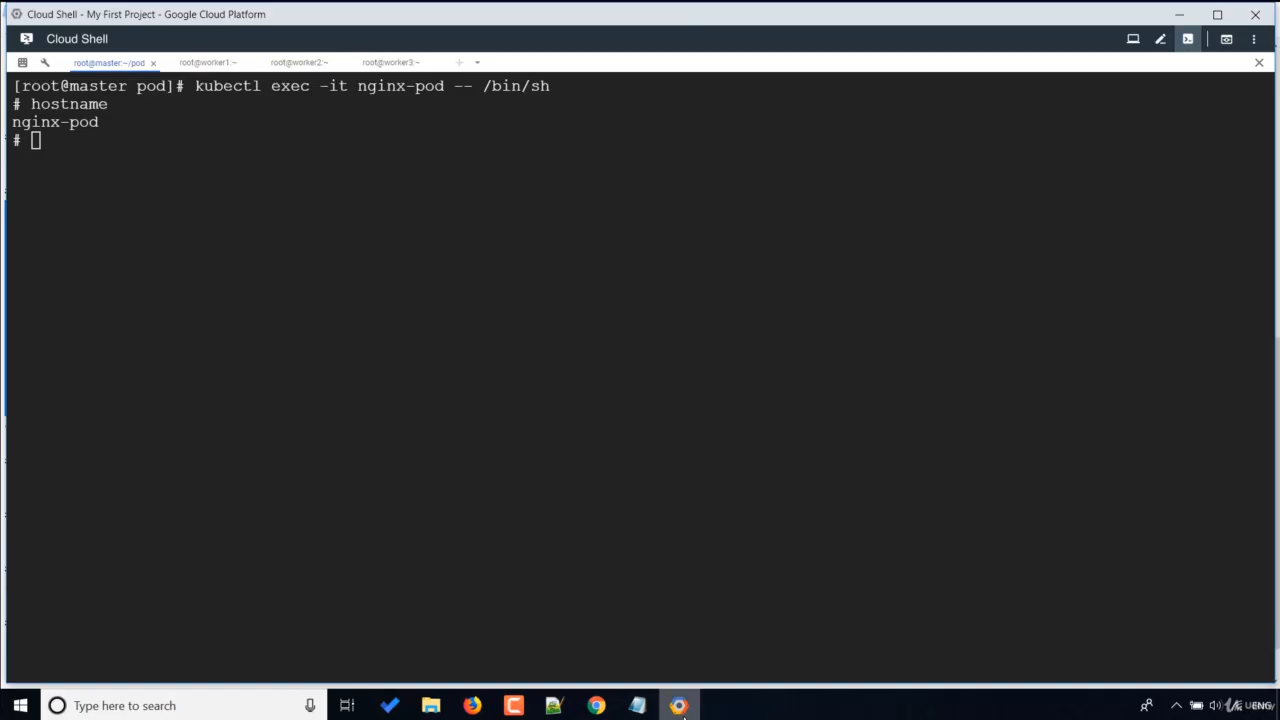 Cloud Shell - My First Project - Google Cloud Platform
Cloud Shell
root@master:~/pod
root@worker1:~
root@worker2:~
root@worker3:~
[root@master pod]# kubectl exec -it nginx-pod -- /bin/sh
# hostname
nginx-pod
#
Type here to search
ENG